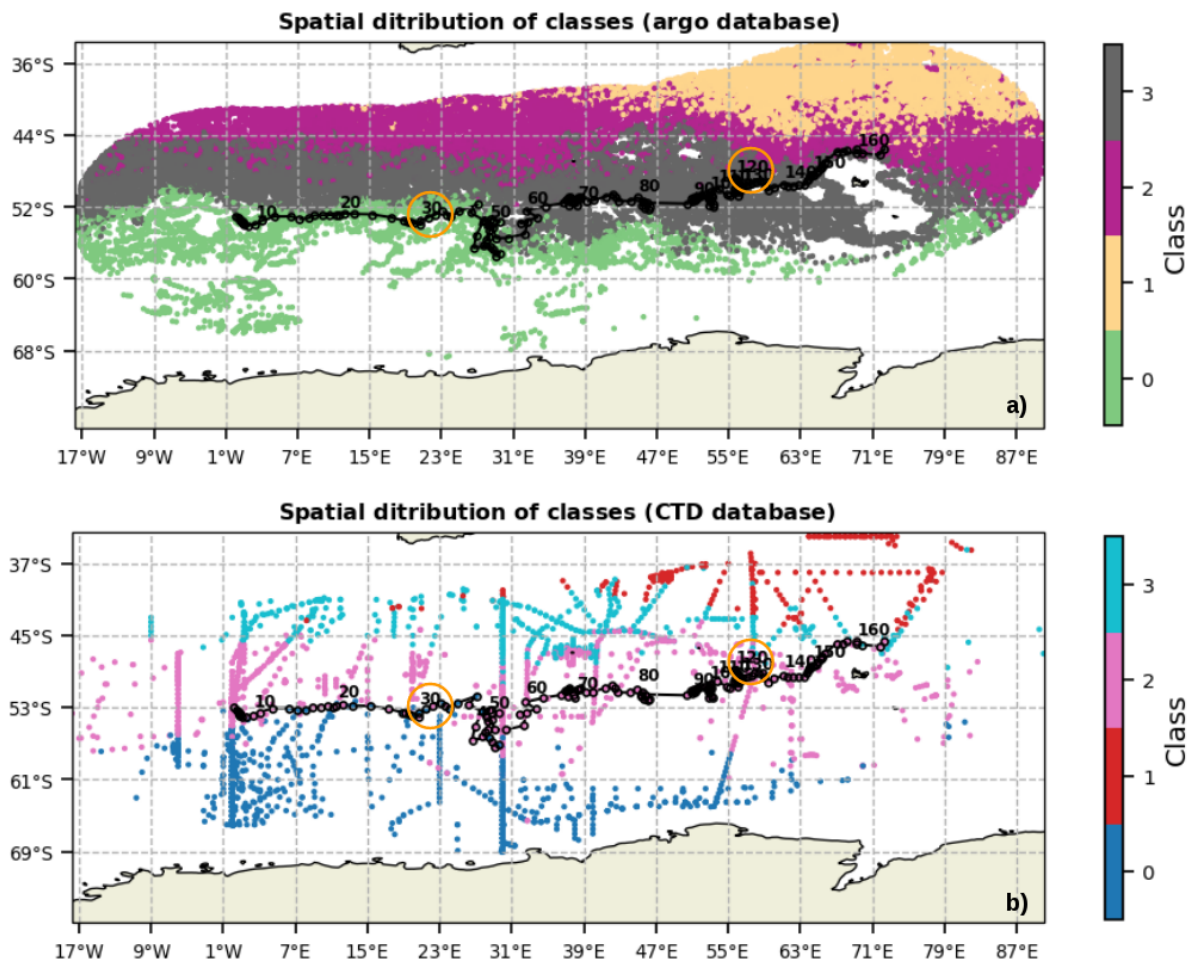 Spatial ditribution of classes (argo database)
36°S
44°S
52°S
60°S
68°S
10
20
30
50
60
70
80
90
120
130
140
150
160
a)
17°W 9°W 1°W 7°E 15°E 23°E 31°E 39°E 47°E 55°E 63°E 71°E 79°E 87°E
3
2
1
0
Class
Spatial ditribution of classes (CTD database)
37°S
45°S
53°S
61°S
69°S
10
20
30
50
60
70
80
90
120
130
140
150
160
b)
17°W 9°W 1°W 7°E 15°E 23°E 31°E 39°E 47°E 55°E 63°E 71°E 79°E 87°E
3
2
1
0
Class